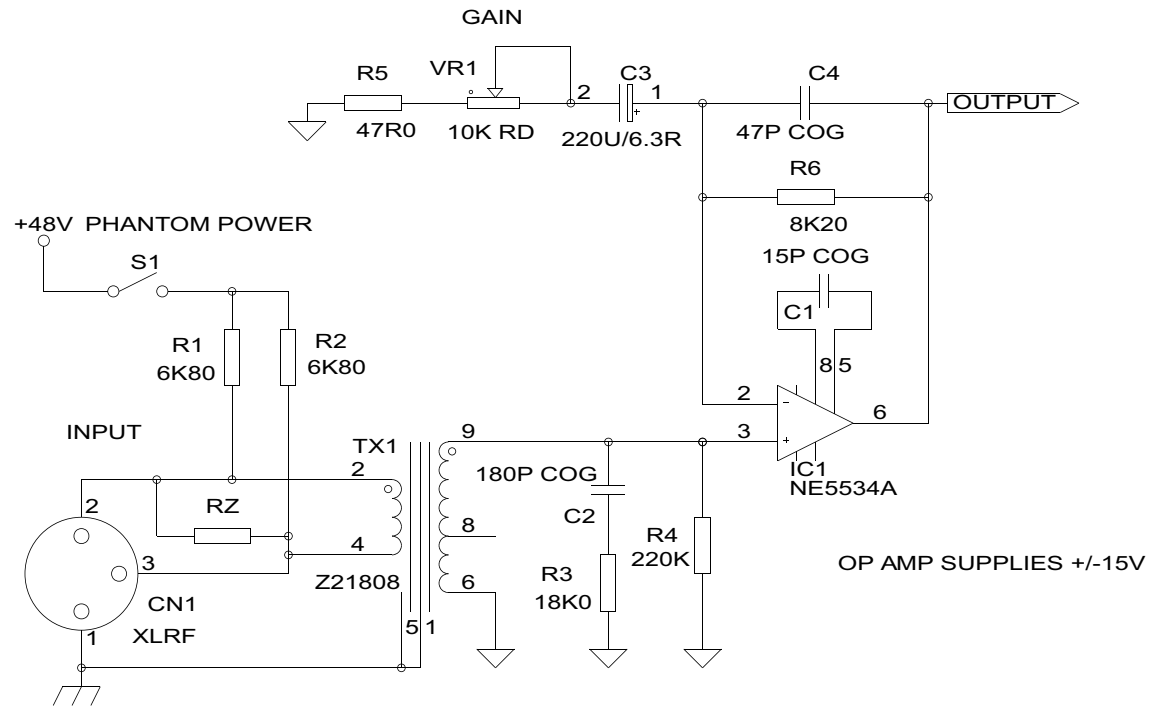 GAIN
R5
VR1
C3
C4
2
1
OUTPUT
47R0
10K RD
220U/6.3R
47P COG
R6
8K20
+48V PHANTOM POWER
S1
15P COG
C1
R1
6K80
R2
6K80
8 5
2
6
3
INPUT
TX1
9
IC1
NE5534A
2
180P COG
2
RZ
8
C2
R4
220K
4
3
OP AMP SUPPLIES +/-15V
R3
18K0
Z21808
6
CN1
XLRF
5 1
1